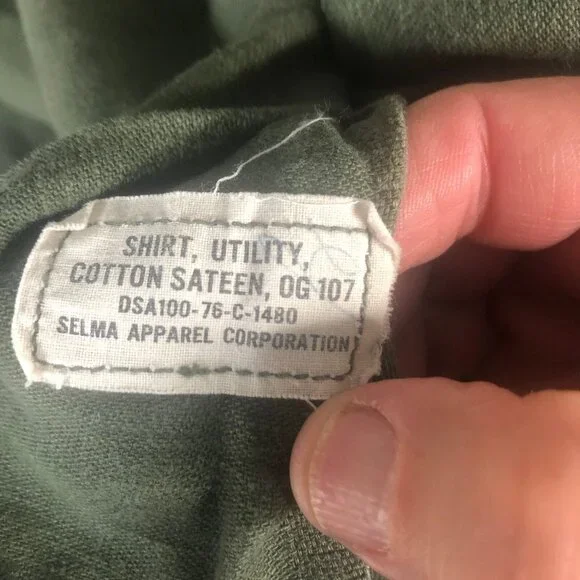 SHIRT, UTILITY,
COTTON SATEEN, OG 107
DSA100-76-C-1480
SELMA APPAREL CORPORATION